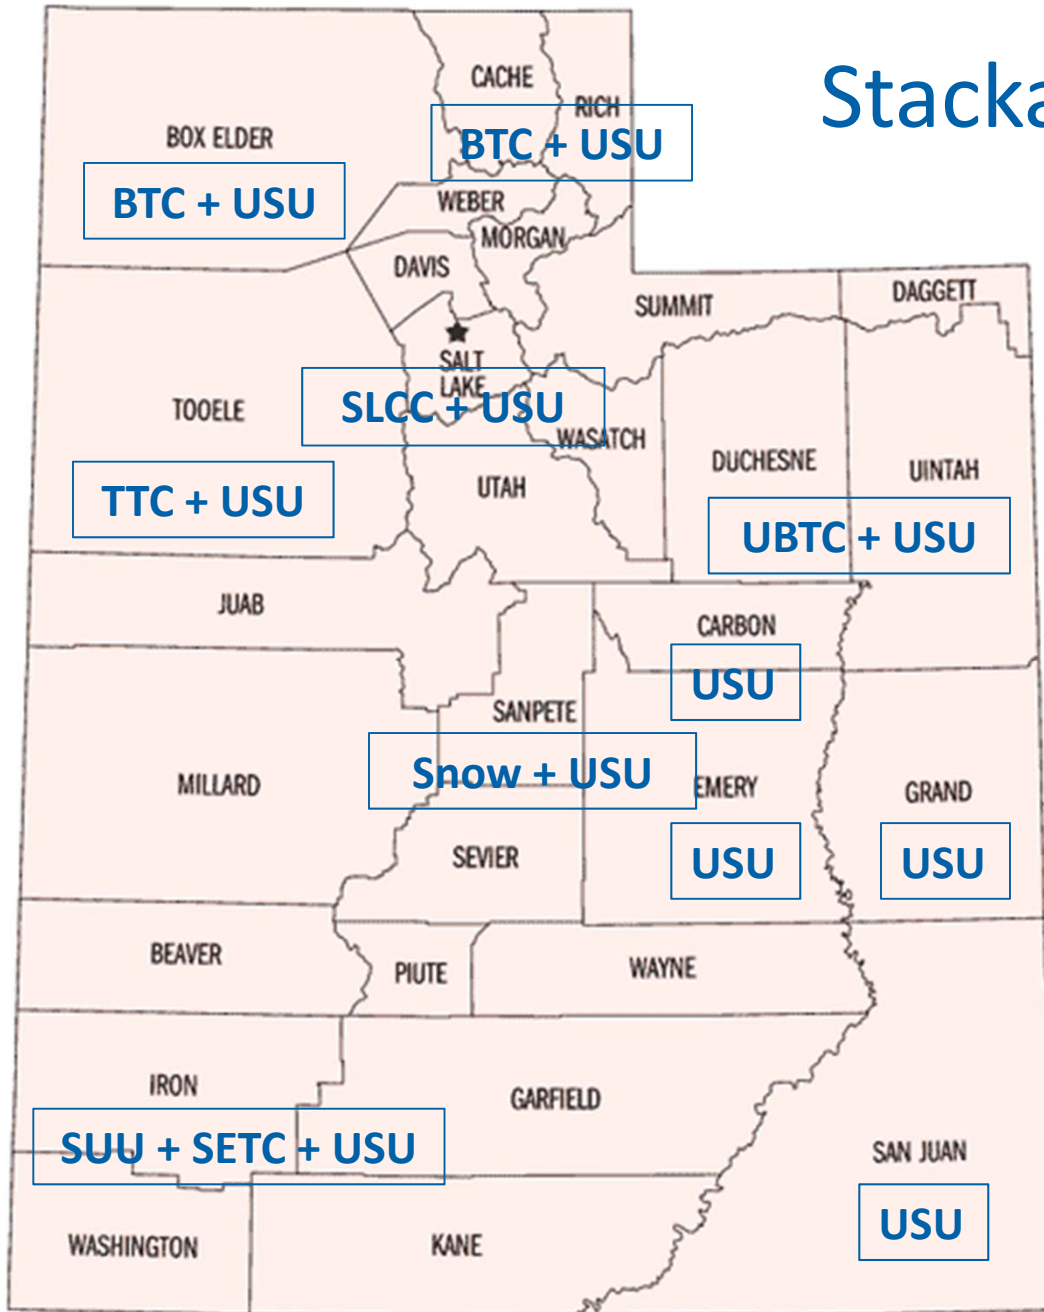 Stacka
CACHE
RICH
BOX ELDER
BTC + USU
BTC + USU
WEBER
MORGAN
DAVIS
SUMMIT
DAGGETT
SALT
LAKE
SLCC + USU
TOOELE
WASATCH
DUCHESNE
UINTAH
UTAH
TTC + USU
UBTC + USU
JUAB
CARBON
USU
SANPETE
Snow + USU
MILLARD
EMERY
GRAND
SEVIER
USU
USU
BEAVER
PIUTE
WAYNE
IRON
GARFIELD
SUU + SETC + USU
SAN JUAN
USU
WASHINGTON
KANE